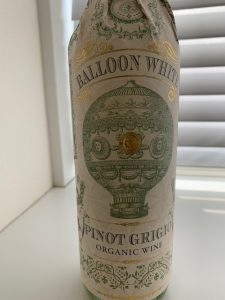 BALLOON WHITE
PINOT GRIGIO
ORGANIC WINE